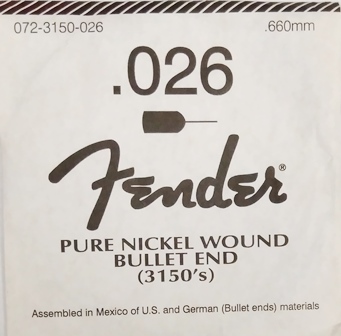 072-3150-026 .660mm
.026
Fender®
PURE NICKEL WOUND
BULLET END
(3150's)
Assembled in Mexico of U.S. and German (Bullet ends) materials